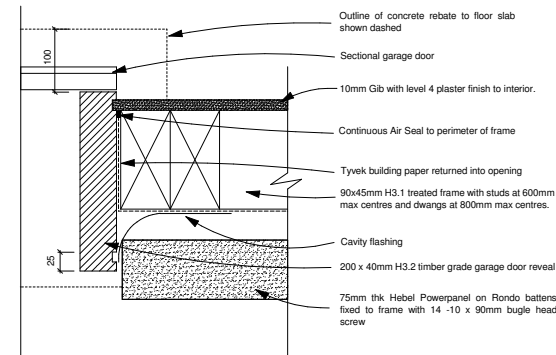 Outline of concrete rebate to floor slab
shown dashed
100
Sectional garage door
10mm Gib with level 4 plaster finish to interior.
Continuous Air Seal to perimeter of frame
Tyvek building paper returned into opening
90x45mm H3.1 treated frame with studs at 600mm
max centres and dwangs at 800mm max centres.
Cavity flashing
25
200 x 40mm H3.2 timber grade garage door reveal
75mm thk Hebel Powerpanel on Rondo battens
fixed to frame with 14 -10 x 90mm bugle head
screw